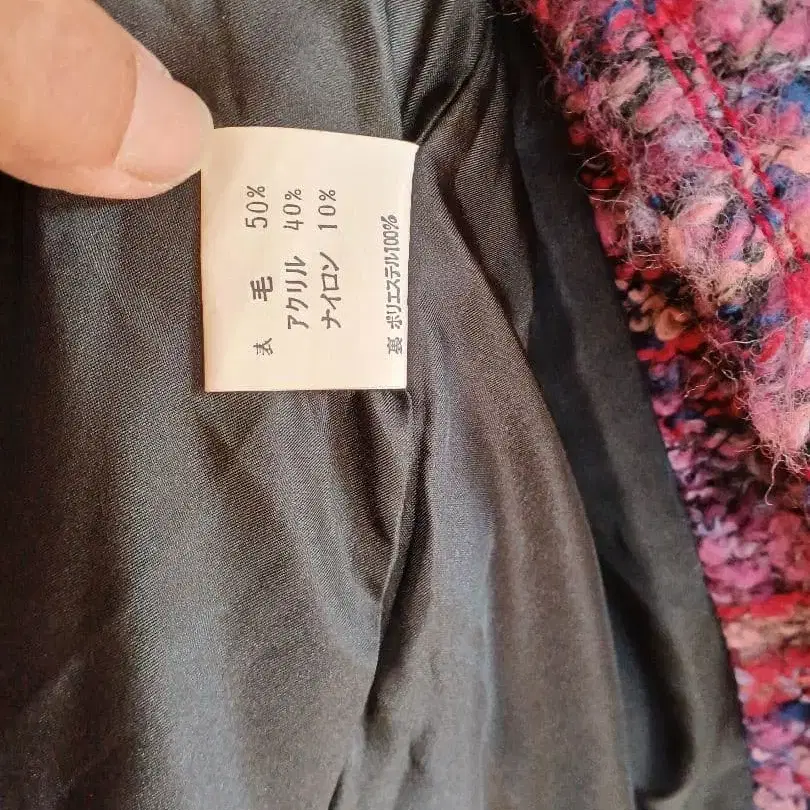 表 毛 50%
アクリル 40%
ナイロン 10%
裏 ポリエステル100%